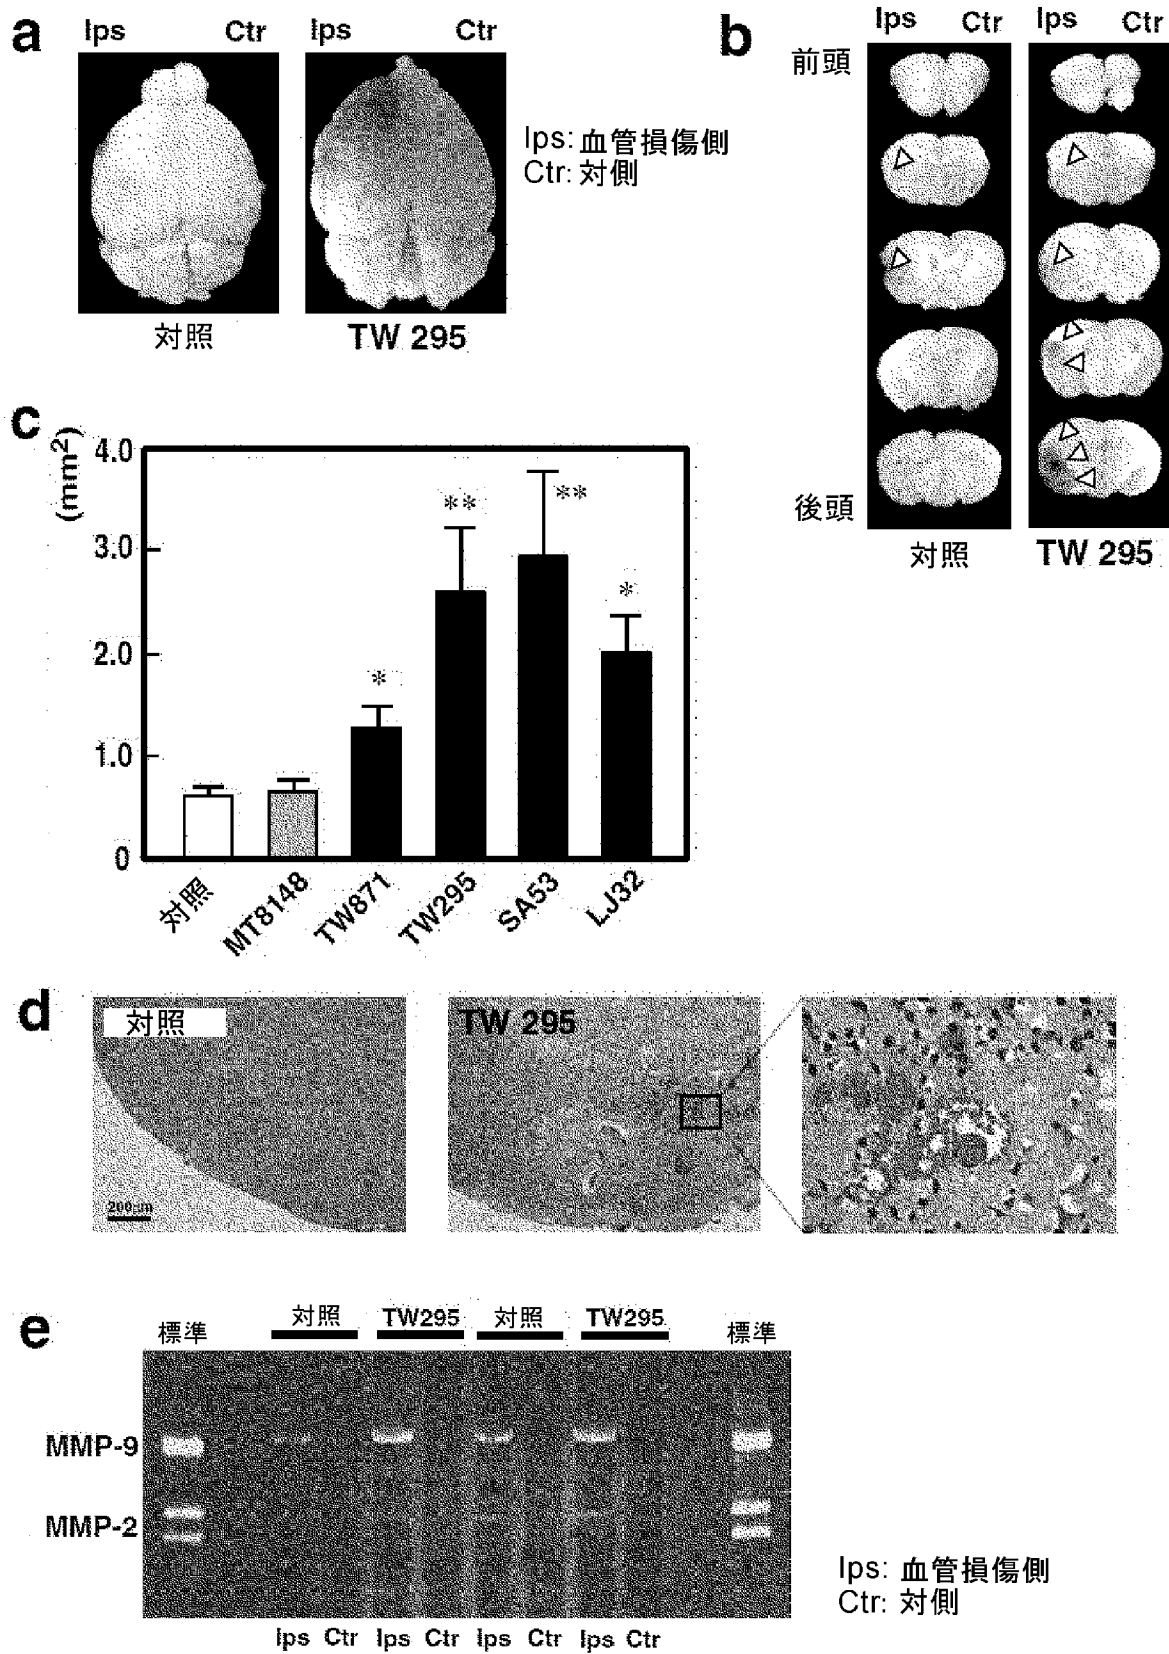 a
Ips Ctr
Ips Ctr
対照
TW 295
Ips: 血管損傷側
Ctr: 対側
b
Ips Ctr
Ips Ctr
前頭
後頭
対照
TW 295
c
(mm²)
4.0
3.0
2.0
1.0
0
*
**
**
*
対照
MT8148
TW871
TW295
SA53
LJ32
d
対照
TW 295
200μm
e
標準
対照
TW295
対照
TW295
標準
MMP-9
MMP-2
Ips Ctr Ips Ctr Ips Ctr Ips Ctr
Ips: 血管損傷側
Ctr: 対側